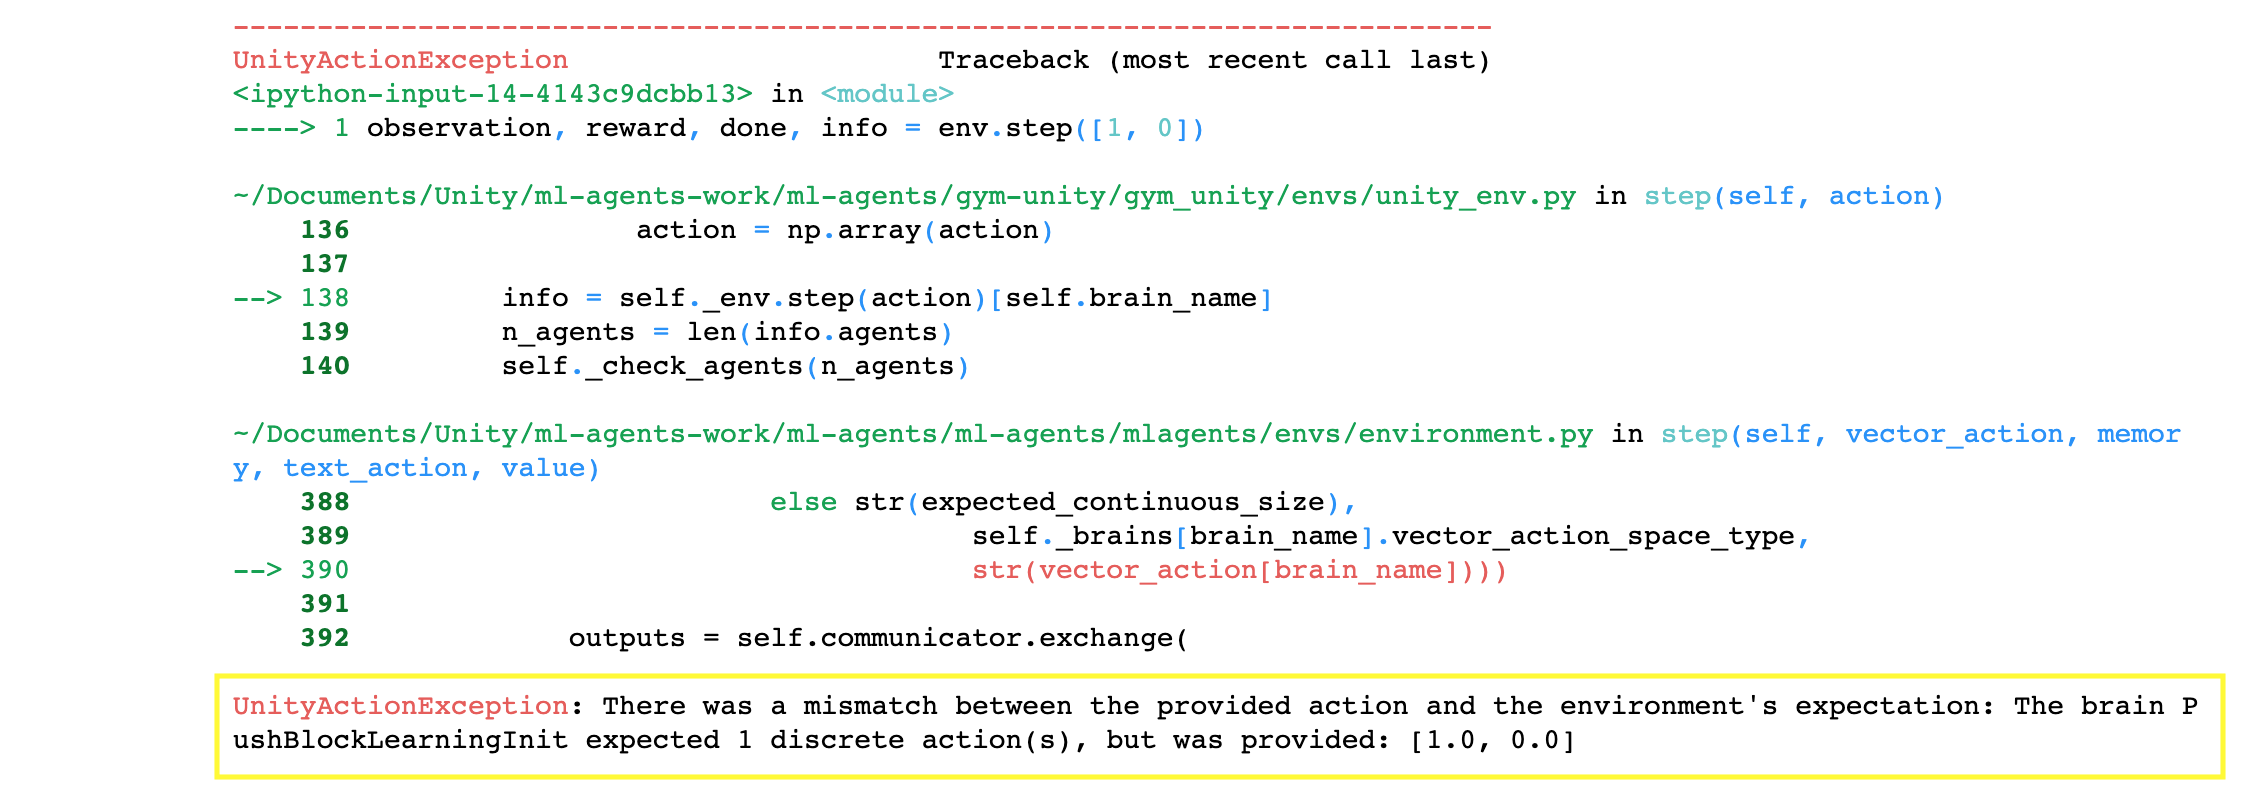 ---------------------------------------------------------------------------
UnityActionException                      Traceback (most recent call last)
<ipython-input-14-4143c9dcbb13> in <module>
----> 1 observation, reward, done, info = env.step([1, 0])
~/Documents/Unity/ml-agents-work/ml-agents/gym-unity/gym_unity/envs/unity_env.py in step(self, action)
    136                 action = np.array(action)
    137
--> 138         info = self._env.step(action)[self.brain_name]
    139         n_agents = len(info.agents)
    140         self._check_agents(n_agents)
~/Documents/Unity/ml-agents-work/ml-agents/ml-agents/mlagents/envs/environment.py in step(self, vector_action, memor
y, text_action, value)
    388                         else str(expected_continuous_size),
    389                                     self._brains[brain_name].vector_action_space_type,
--> 390                                     str(vector_action[brain_name])))
    391
    392             outputs = self.communicator.exchange(
UnityActionException: There was a mismatch between the provided action and the environment's expectation: The brain P
ushBlockLearningInit expected 1 discrete action(s), but was provided: [1.0, 0.0]